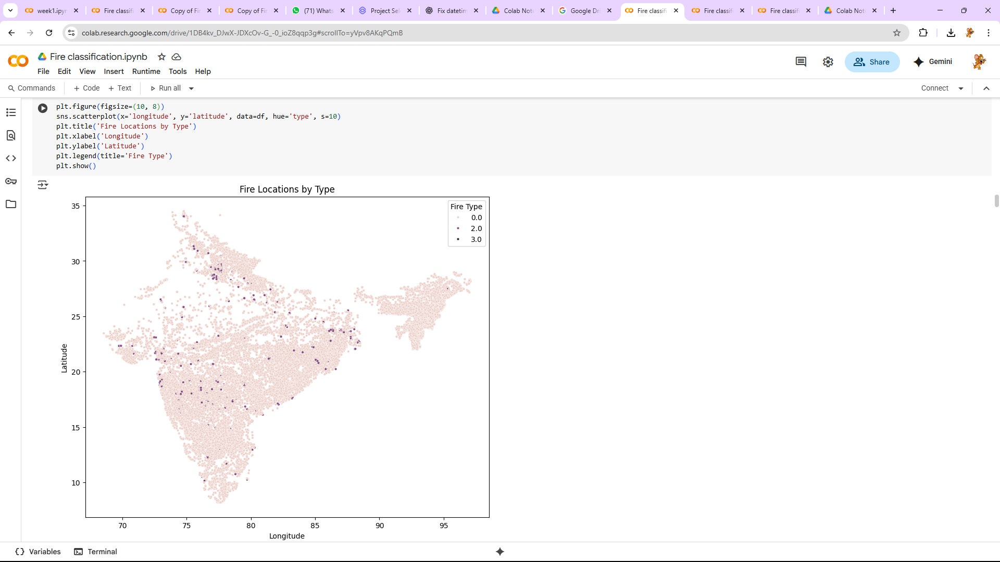 week1.ipyn
Fire classifi
Copy of Fi
Copy of Fi
(71) Whats
Project Sel
Fix datetim
Colab Not
Google Dri
Fire classifi
Fire classifi
Fire classif
Colab Not
colab.research.google.com/drive/1DB4kv_DJwX-JDXcOv-G_-0_ioZ8qqp3g#scrollTo=yVpv8AKqPQmB
Fire classification.ipynb
File Edit View Insert Runtime Tools Help
Share
Gemini
Commands + Code + Text Run all
Connect
plt.figure(figsize=(10, 8))
sns.scatterplot(x='longitude', y='latitude', data=df, hue='type', s=10)
plt.title('Fire Locations by Type')
plt.xlabel('Longitude')
plt.ylabel('Latitude')
plt.legend(title='Fire Type')
plt.show()
Fire Locations by Type
Fire Type
0.0
2.0
3.0
35
30
25
20
15
10
Latitude
70 75 80 85 90 95
Longitude
Variables
Terminal